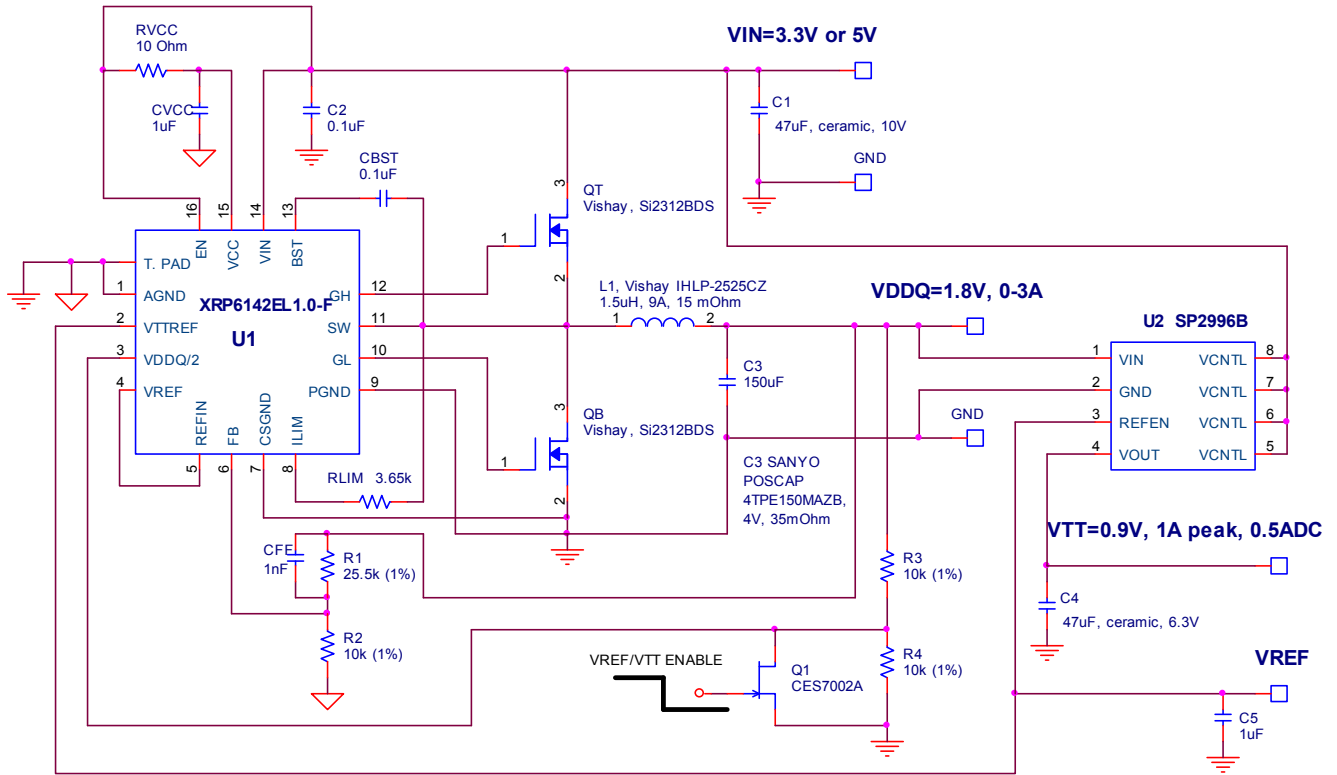 RVCC
10 Ohm
VIN=3.3V or 5V
CVCC
1uF
C2
0.1uF
C1
47uF, ceramic, 10V
GND
CBST
0.1uF
3
QT
Vishay, Si2312BDS
1
2
16
15
14
13
EN
VCC
VIN
BST
T. PAD
1
AGND
2
VTTREF
3
VDDQ/2
4
VREF
XRP6142EL1.0-F
U1
GH
12
SW
11
GL
10
PGND
9
REFIN
FB
CSGND
ILIM
5
6
7
8
L1, Vishay IHLP-2525CZ
1.5uH, 9A, 15 mOhm
1
2
VDDQ=1.8V, 0-3A
C3
150uF
3
QB
Vishay, Si2312BDS
1
2
GND
C3 SANYO
POSCAP
4TPE150MAZB,
4V, 35mOhm
RLIM 3.65k
U2 SP2996B
1
VIN
VCNTL
8
2
GND
VCNTL
7
3
REFEN
VCNTL
6
4
VOUT
VCNTL
5
VTT=0.9V, 1A peak, 0.5ADC
CFF
1nF
R1
25.5k (1%)
R2
10k (1%)
R3
10k (1%)
R4
10k (1%)
C4
47uF, ceramic, 6.3V
VREF/VTT ENABLE
Q1
CES7002A
VREF
C5
1uF